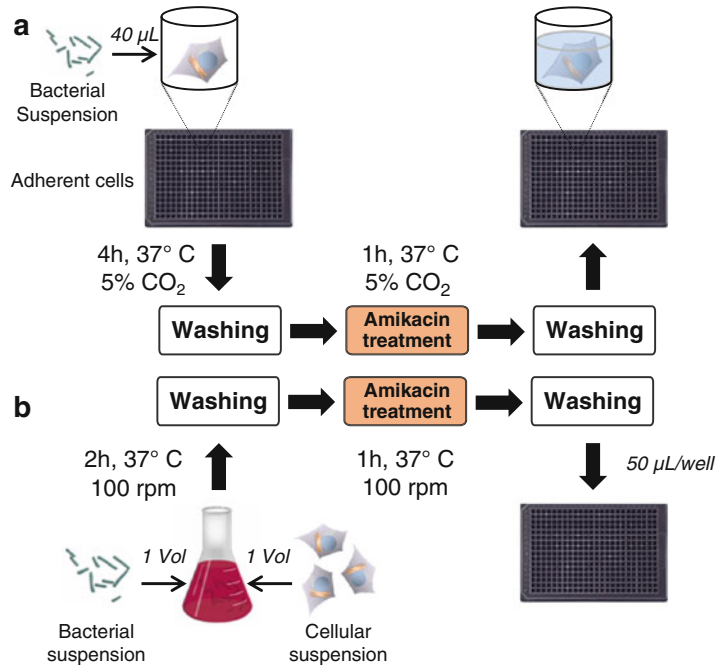 a
40 µL
Bacterial
Suspension
Adherent cells
4h, 37° C
5% CO₂
1h, 37° C
5% CO₂
Washing
Amikacin
treatment
Washing
b
Washing
Amikacin
treatment
Washing
2h, 37° C
100 rpm
1h, 37° C
100 rpm
50 µL/well
1 Vol
1 Vol
Bacterial
suspension
Cellular
suspension